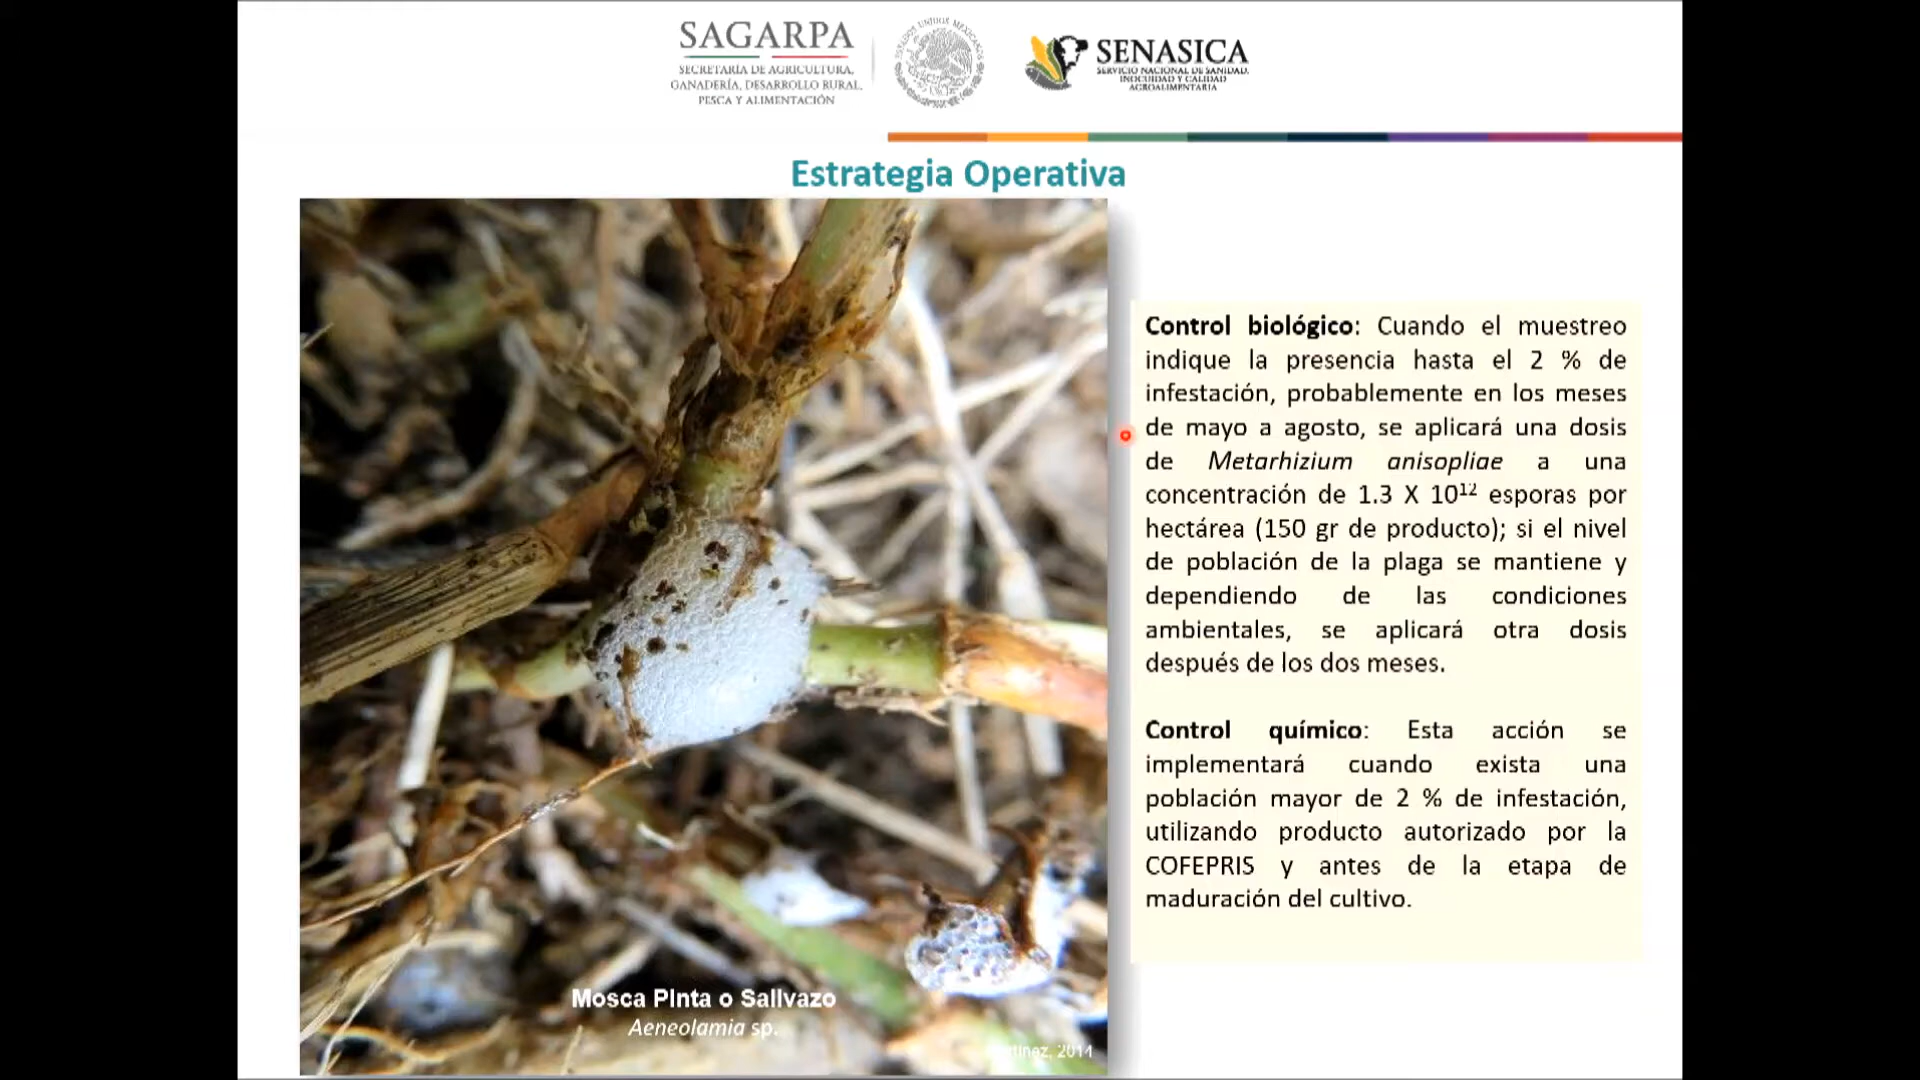 SAGARPA
SECRETARÍA DE AGRICULTURA,
GANADERÍA, DESARROLLO RURAL,
PESCA Y ALIMENTACIÓN
ESTADOS UNIDOS MEXICANOS
SENASICA
SERVICIO NACIONAL DE SANIDAD,
INOCUIDAD Y CALIDAD
AGROALIMENTARIA
Estrategia Operativa
Control biológico: Cuando el muestreo
indique la presencia hasta el 2 % de
infestación, probablemente en los meses
de mayo a agosto, se aplicará una dosis
de Metarhizium anisopliae a una
concentración de 1.3 X 10¹² esporas por
hectárea (150 gr de producto); si el nivel
de población de la plaga se mantiene y
dependiendo de las condiciones
ambientales, se aplicará otra dosis
después de los dos meses.
Control químico: Esta acción se
implementará cuando exista una
población mayor de 2 % de infestación,
utilizando producto autorizado por la
COFEPRIS y antes de la etapa de
maduración del cultivo.
Mosca Pinta o Salivazo
Aeneolamia sp.
2014